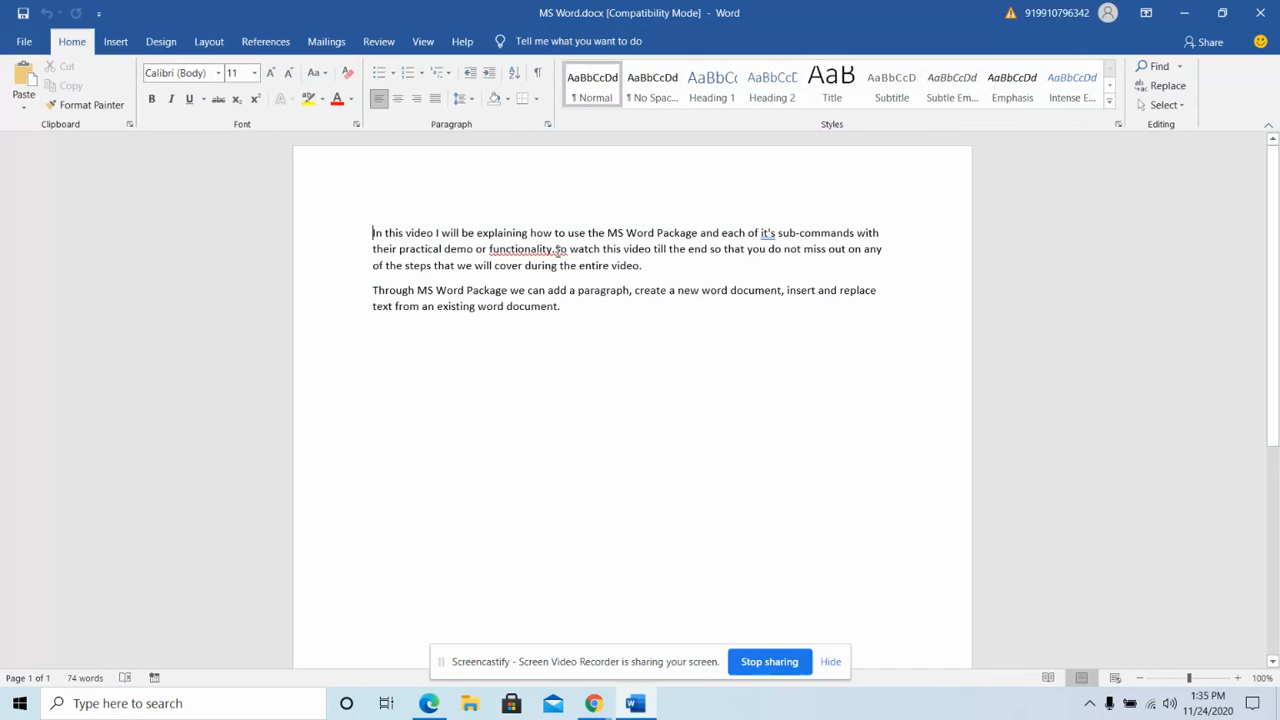 MS Word.docx [Compatibility Mode] - Word
919910796342
File Home Insert Design Layout References Mailings Review View Help Tell me what you want to do
Share
Paste
Cut
Copy
Format Painter
Clipboard
Calibri (Body) 11
Font
Paragraph
AaBbCcDd AaBbCcDd AaBbCc AaBbCcD AaB AaBbCcD AaBbCcDd AaBbCcDd AaBbCcDd
¶ Normal ¶ No Spac... Heading 1 Heading 2 Title Subtitle Subtle Em... Emphasis Intense E...
Styles
Find
Replace
Select
Editing
In this video I will be explaining how to use the MS Word Package and each of it's sub-commands with
their practical demo or functionality,So watch this video till the end so that you do not miss out on any
of the steps that we will cover during the entire video.
Through MS Word Package we can add a paragraph, create a new word document, insert and replace
text from an existing word document.
Screencastify - Screen Video Recorder is sharing your screen. Stop sharing Hide
Page 1 of 1 74 words
100%
Type here to search
1:35 PM
11/24/2020